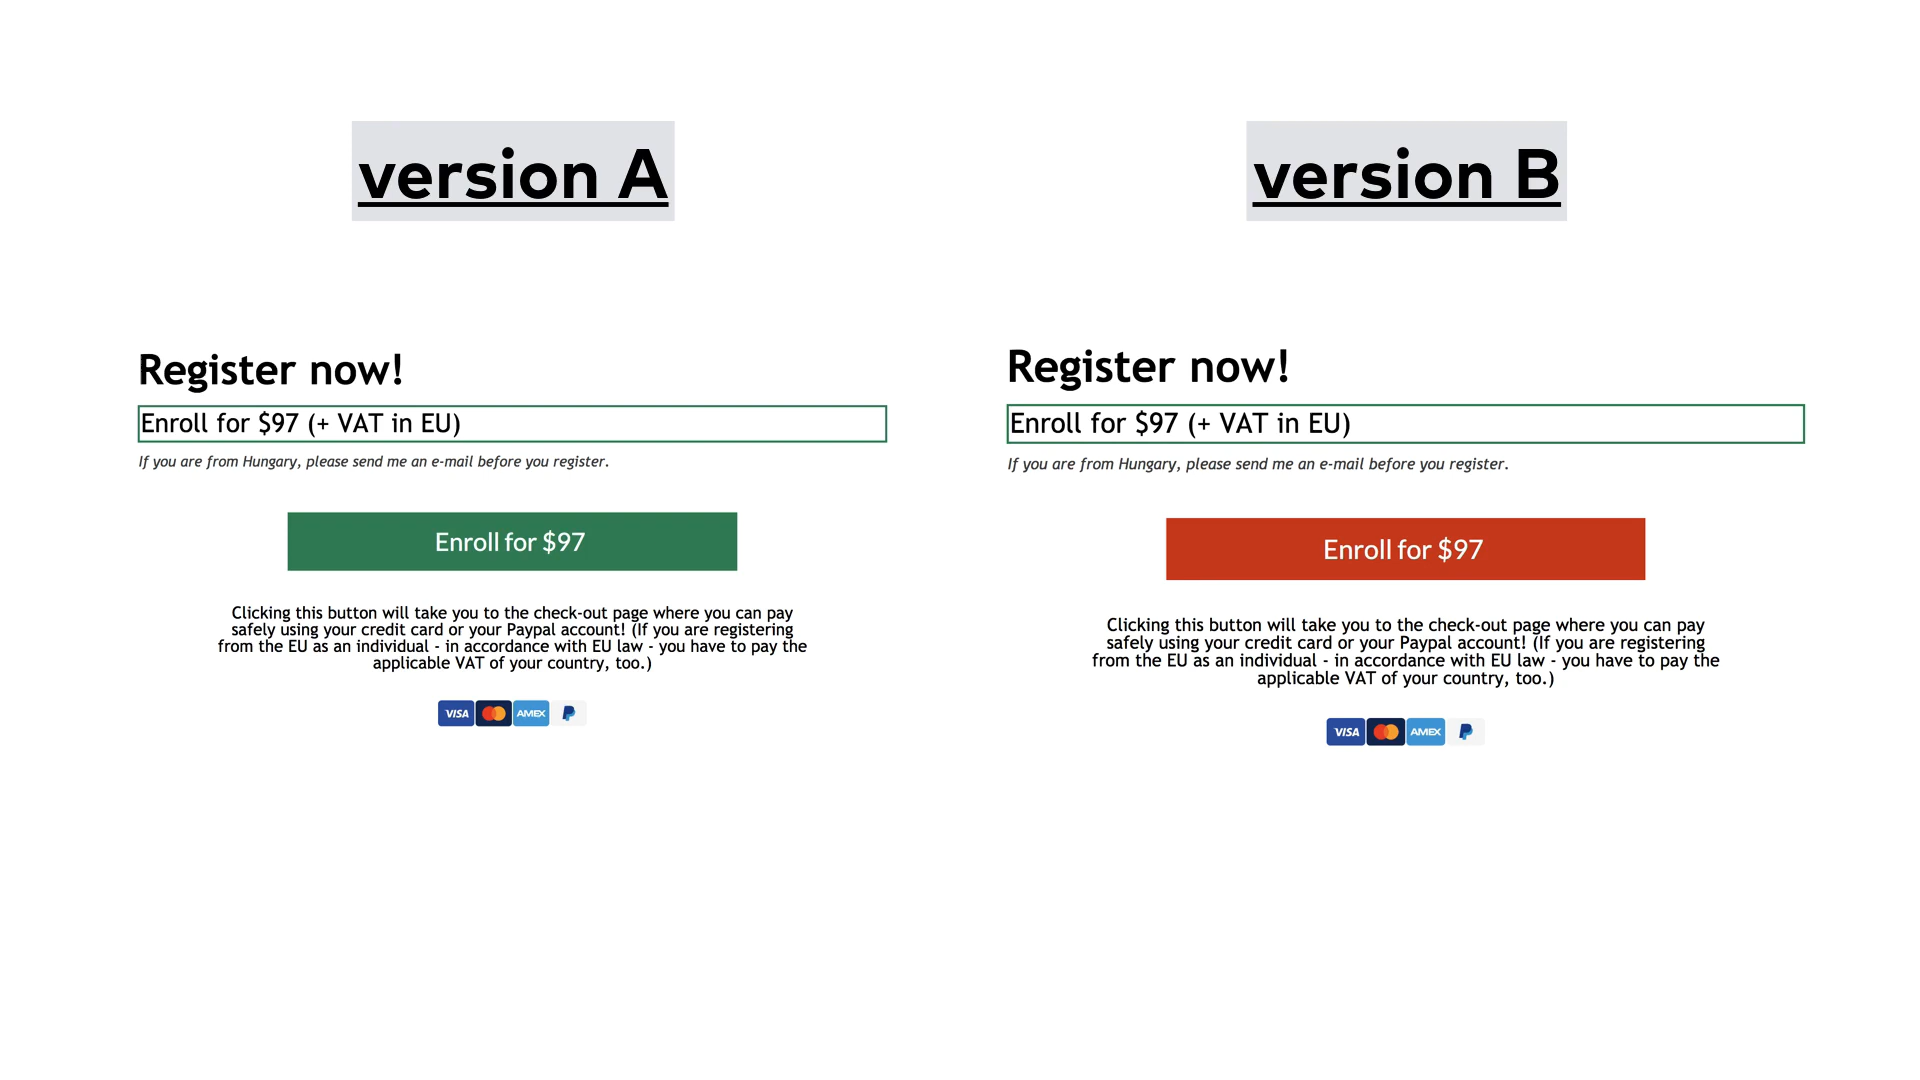 version A
Register now!
Enroll for $97 (+ VAT in EU)
If you are from Hungary, please send me an e-mail before you register.
Enroll for $97
Clicking this button will take you to the check-out page where you can pay
safely using your credit card or your Paypal account! (If you are registering
from the EU as an individual - in accordance with EU law - you have to pay the
applicable VAT of your country, too.)
VISA
AMEX
version B
Register now!
Enroll for $97 (+ VAT in EU)
If you are from Hungary, please send me an e-mail before you register.
Enroll for $97
Clicking this button will take you to the check-out page where you can pay
safely using your credit card or your Paypal account! (If you are registering
from the EU as an individual - in accordance with EU law - you have to pay the
applicable VAT of your country, too.)
VISA
AMEX